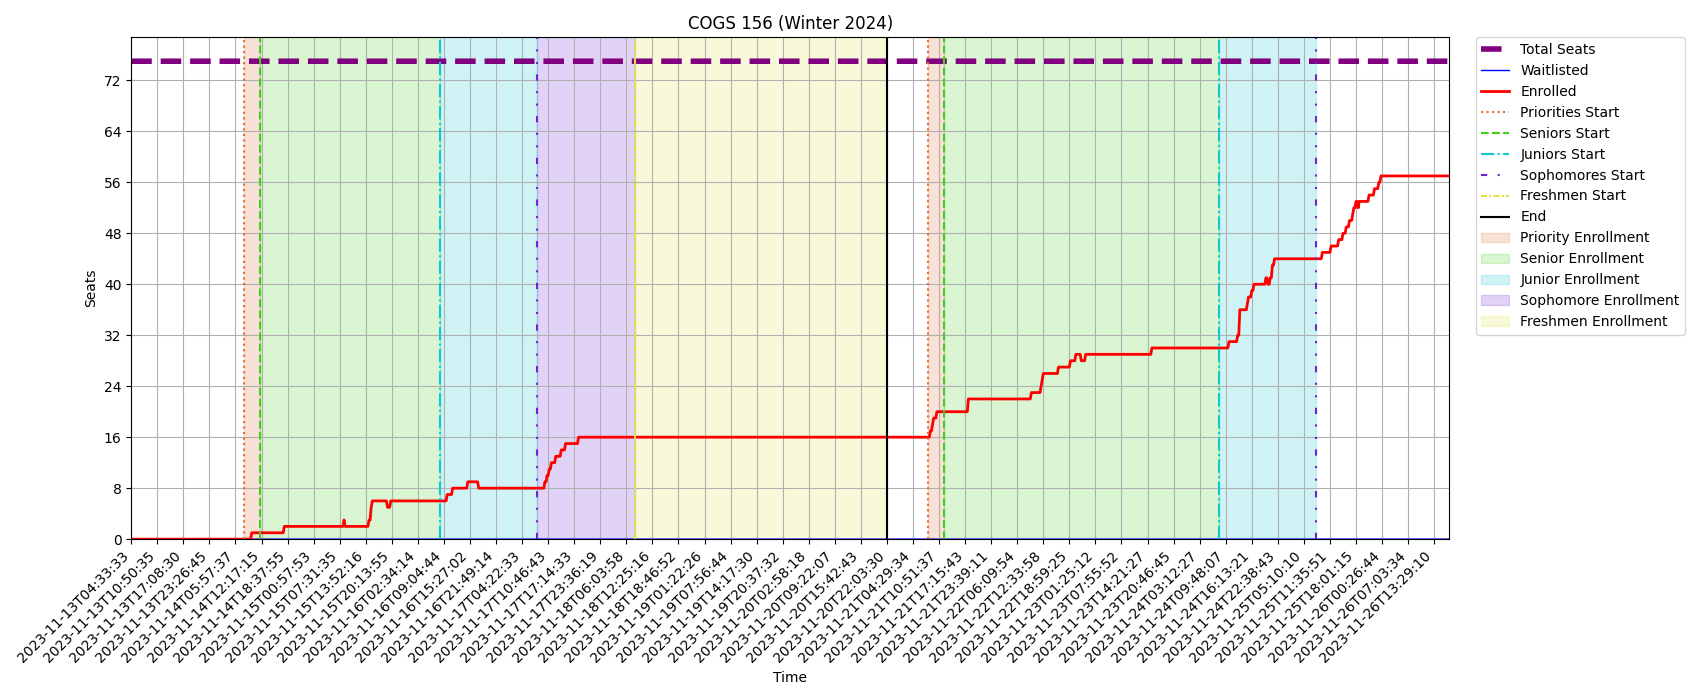 COGS 156 (Winter 2024)
Seats
72
64
56
48
40
32
24
16
8
0
2023-11-13T04:33:33
2023-11-13T10:50:35
2023-11-13T17:08:30
2023-11-13T23:26:45
2023-11-14T05:57:37
2023-11-14T12:17:15
2023-11-14T18:37:55
2023-11-15T00:57:53
2023-11-15T07:31:35
2023-11-15T13:52:16
2023-11-15T20:13:55
2023-11-16T02:34:14
2023-11-16T09:04:44
2023-11-16T15:27:02
2023-11-16T21:49:14
2023-11-17T04:22:33
2023-11-17T10:46:43
2023-11-17T17:14:33
2023-11-17T23:36:19
2023-11-18T06:03:58
2023-11-18T12:25:16
2023-11-18T18:46:52
2023-11-19T01:22:26
2023-11-19T07:56:44
2023-11-19T14:17:30
2023-11-19T20:37:32
2023-11-20T02:58:18
2023-11-20T09:22:07
2023-11-20T15:42:43
2023-11-20T22:03:30
2023-11-21T04:29:34
2023-11-21T10:51:37
2023-11-21T17:15:43
2023-11-21T23:39:11
2023-11-22T06:09:54
2023-11-22T12:33:58
2023-11-22T18:59:25
2023-11-23T01:25:12
2023-11-23T07:55:52
2023-11-23T14:21:27
2023-11-23T20:46:45
2023-11-24T03:12:27
2023-11-24T09:48:07
2023-11-24T16:13:21
2023-11-24T22:38:43
2023-11-25T05:10:10
2023-11-25T11:35:51
2023-11-25T18:01:15
2023-11-26T00:26:44
2023-11-26T07:03:34
2023-11-26T13:29:10
Time
Total Seats
Waitlisted
Enrolled
Priorities Start
Seniors Start
Juniors Start
Sophomores Start
Freshmen Start
End
Priority Enrollment
Senior Enrollment
Junior Enrollment
Sophomore Enrollment
Freshmen Enrollment